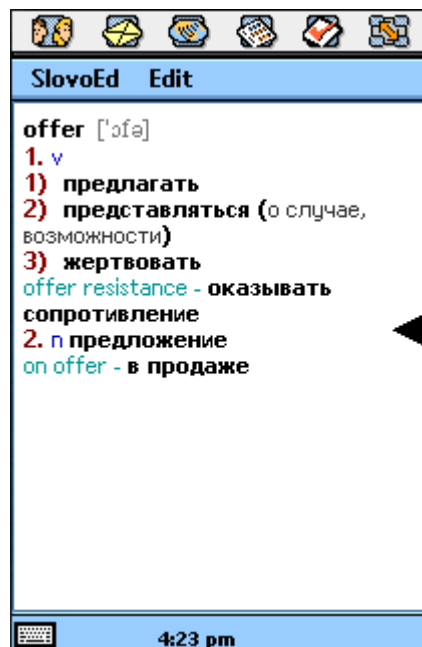 SlovoEd Edit
offer ['ɔfə]
1. v
1) предлагать
2) представляться (о случае,
возможности)
3) жертвовать
offer resistance - оказывать
сопротивление
2. n предложение
on offer - в продаже
4:23 pm